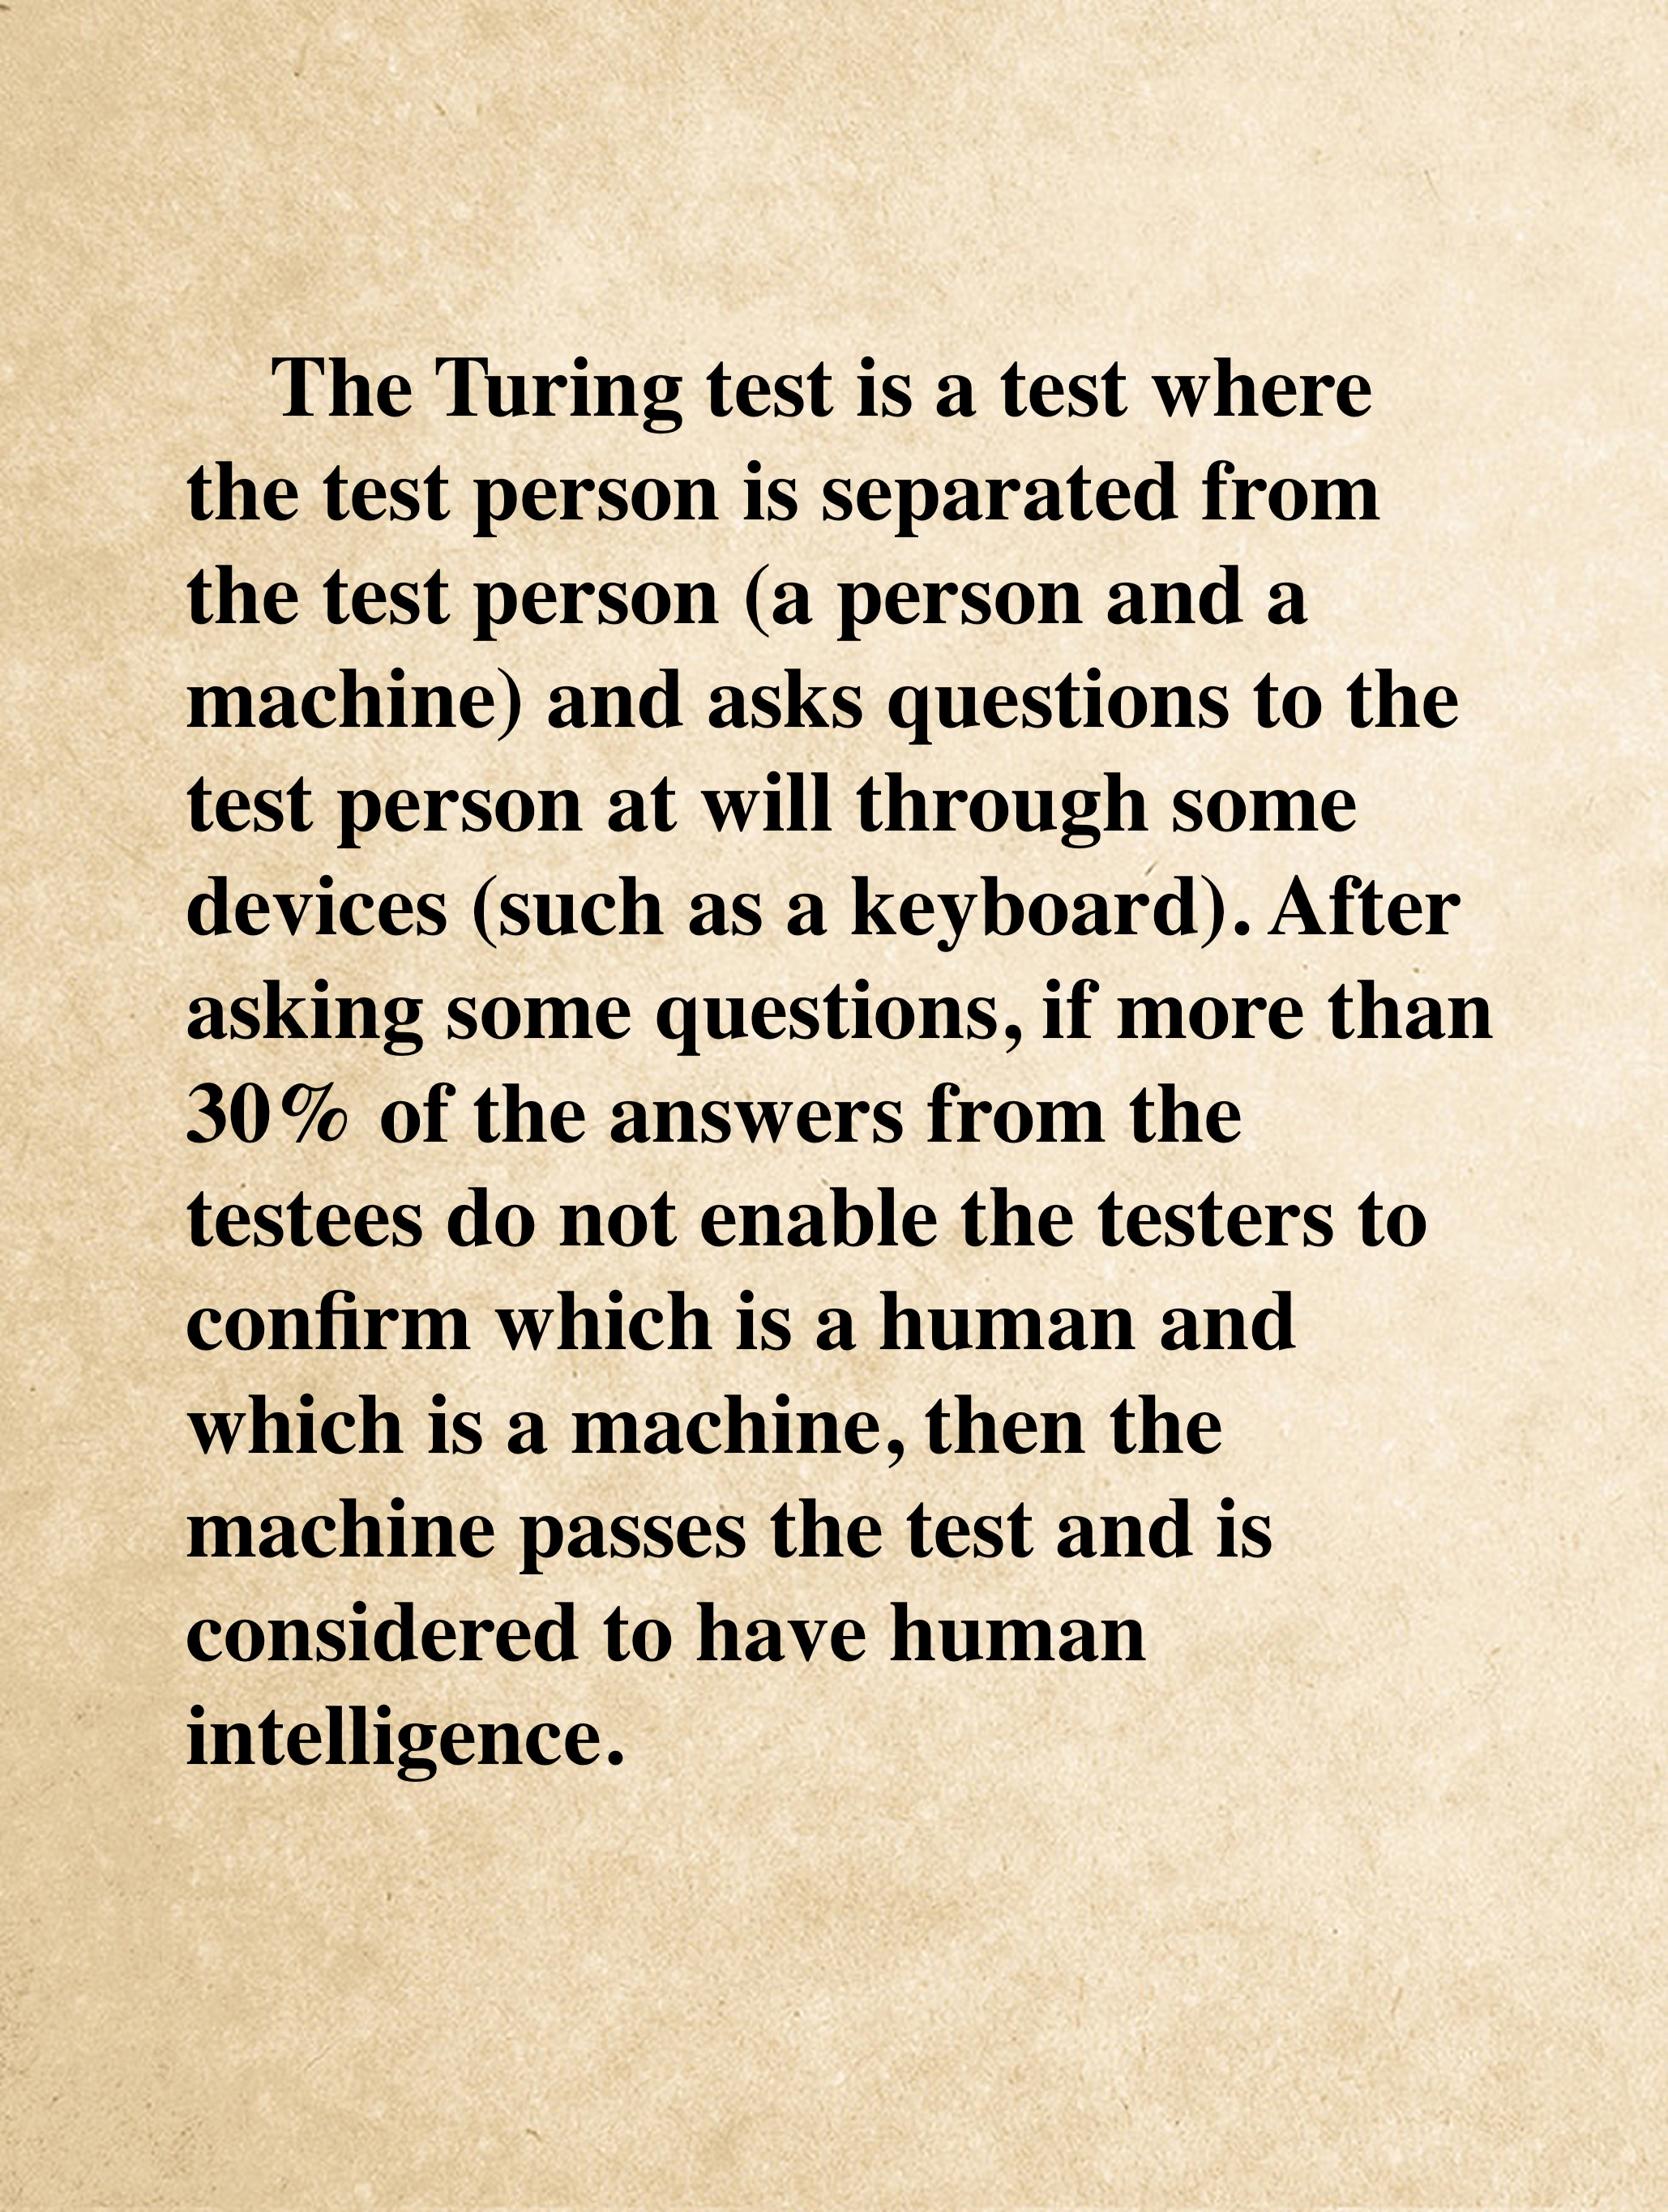 The Turing test is a test where
the test person is separated from
the test person (a person and a
machine) and asks questions to the
test person at will through some
devices (such as a keyboard). After
asking some questions, if more than
30% of the answers from the
testees do not enable the testers to
confirm which is a human and
which is a machine, then the
machine passes the test and is
considered to have human
intelligence.